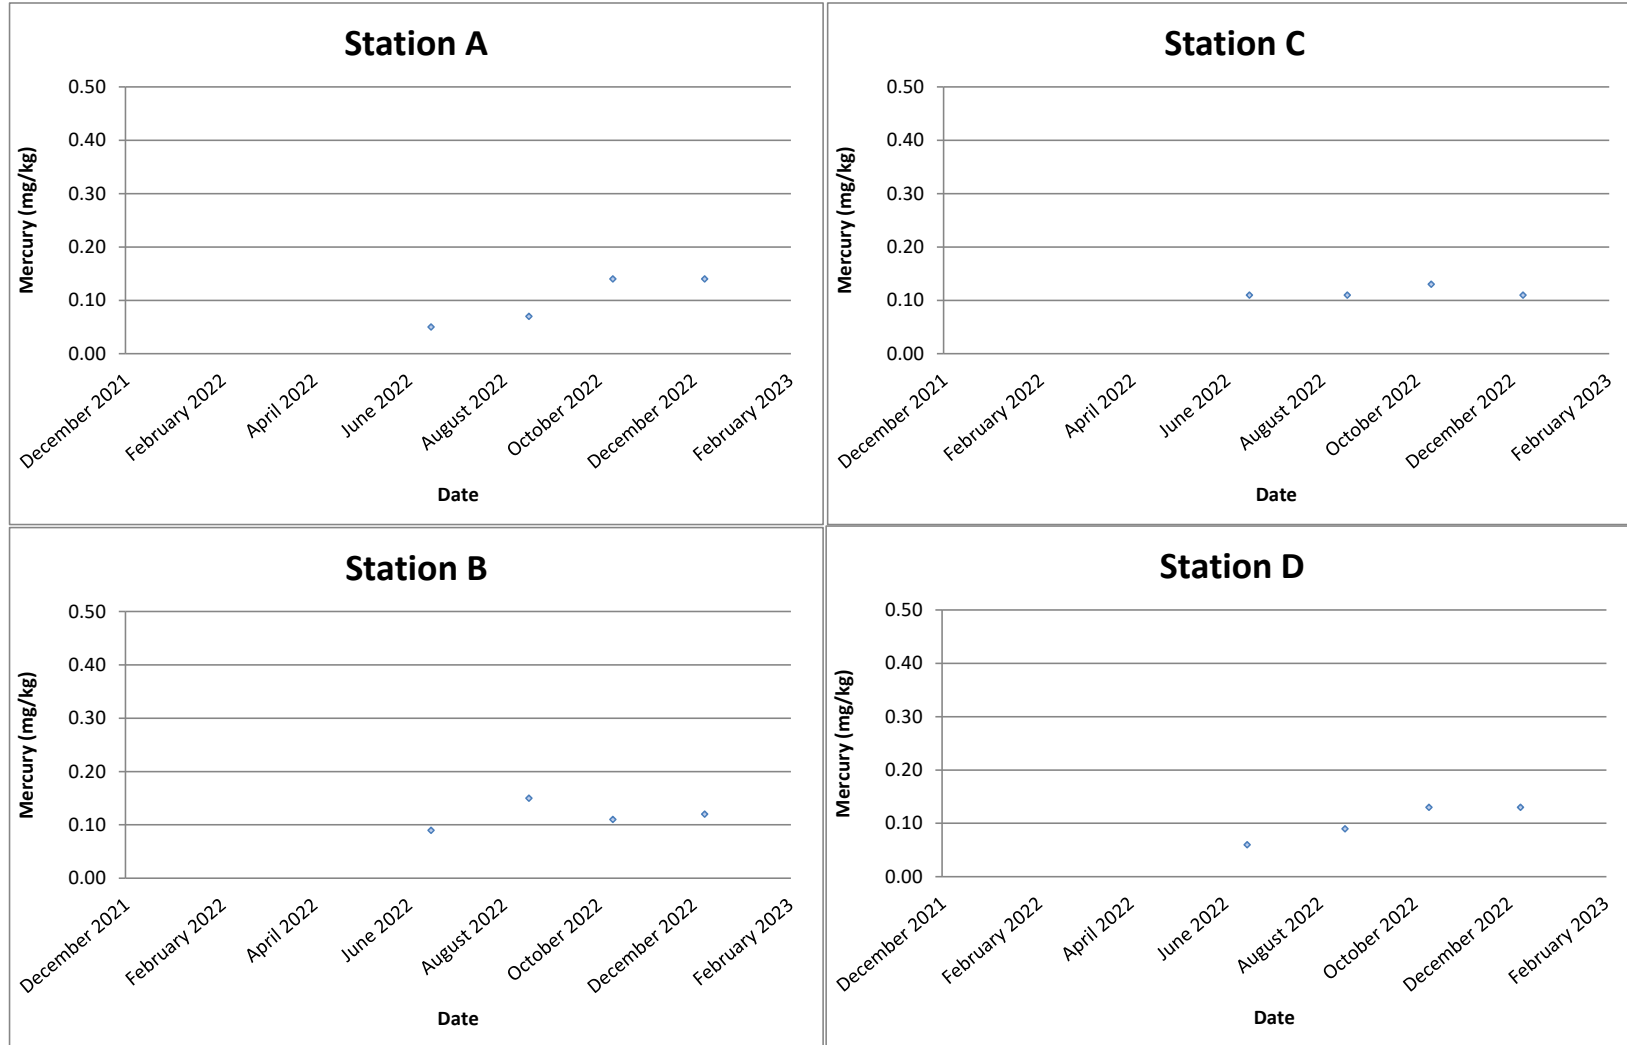 Station A
0.50
0.40
0.30
0.20
0.10
0.00
Mercury (mg/kg)
December 2021
February 2022
April 2022
June 2022
August 2022
October 2022
December 2022
February 2023
Date
Station C
0.50
0.40
0.30
0.20
0.10
0.00
Mercury (mg/kg)
December 2021
February 2022
April 2022
June 2022
August 2022
October 2022
December 2022
February 2023
Date
Station B
0.50
0.40
0.30
0.20
0.10
0.00
Mercury (mg/kg)
December 2021
February 2022
April 2022
June 2022
August 2022
October 2022
December 2022
February 2023
Date
Station D
0.50
0.40
0.30
0.20
0.10
0.00
Mercury (mg/kg)
December 2021
February 2022
April 2022
June 2022
August 2022
October 2022
December 2022
February 2023
Date